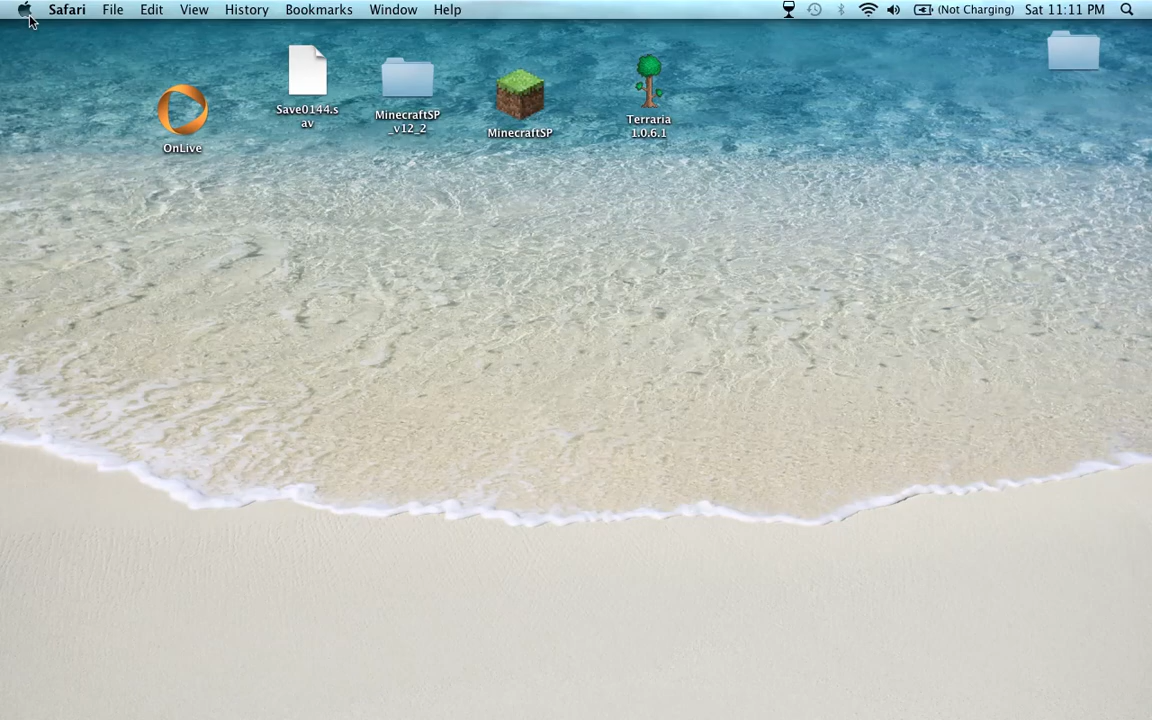 Safari File Edit View History Bookmarks Window Help (Not Charging) Sat 11:11 PM
OnLive
Save0144.s
av
MinecraftSP
_v12_2
MinecraftSP
Terraria
1.0.6.1